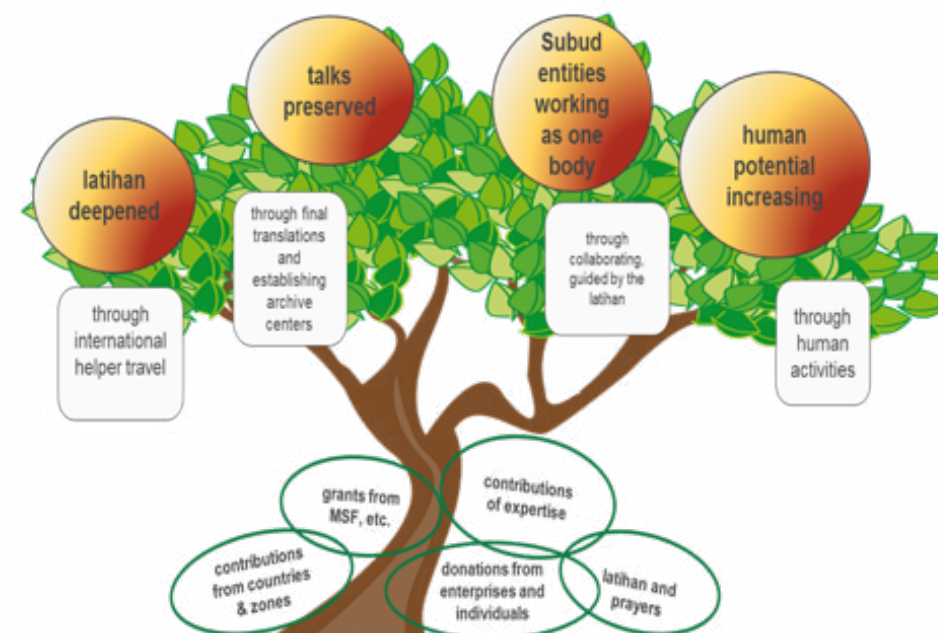 latihan
deepened
through
international
helper travel
talks
preserved
through final
translations
and
establishing
archive
centers
Subud
entities
working
as one
body
through
collaborating,
guided by the
latihan
human
potential
increasing
through
human
activities
grants from
MSF, etc.
contributions
of expertise
contributions
from countries
& zones
donations from
enterprises and
individuals
latihan and
prayers